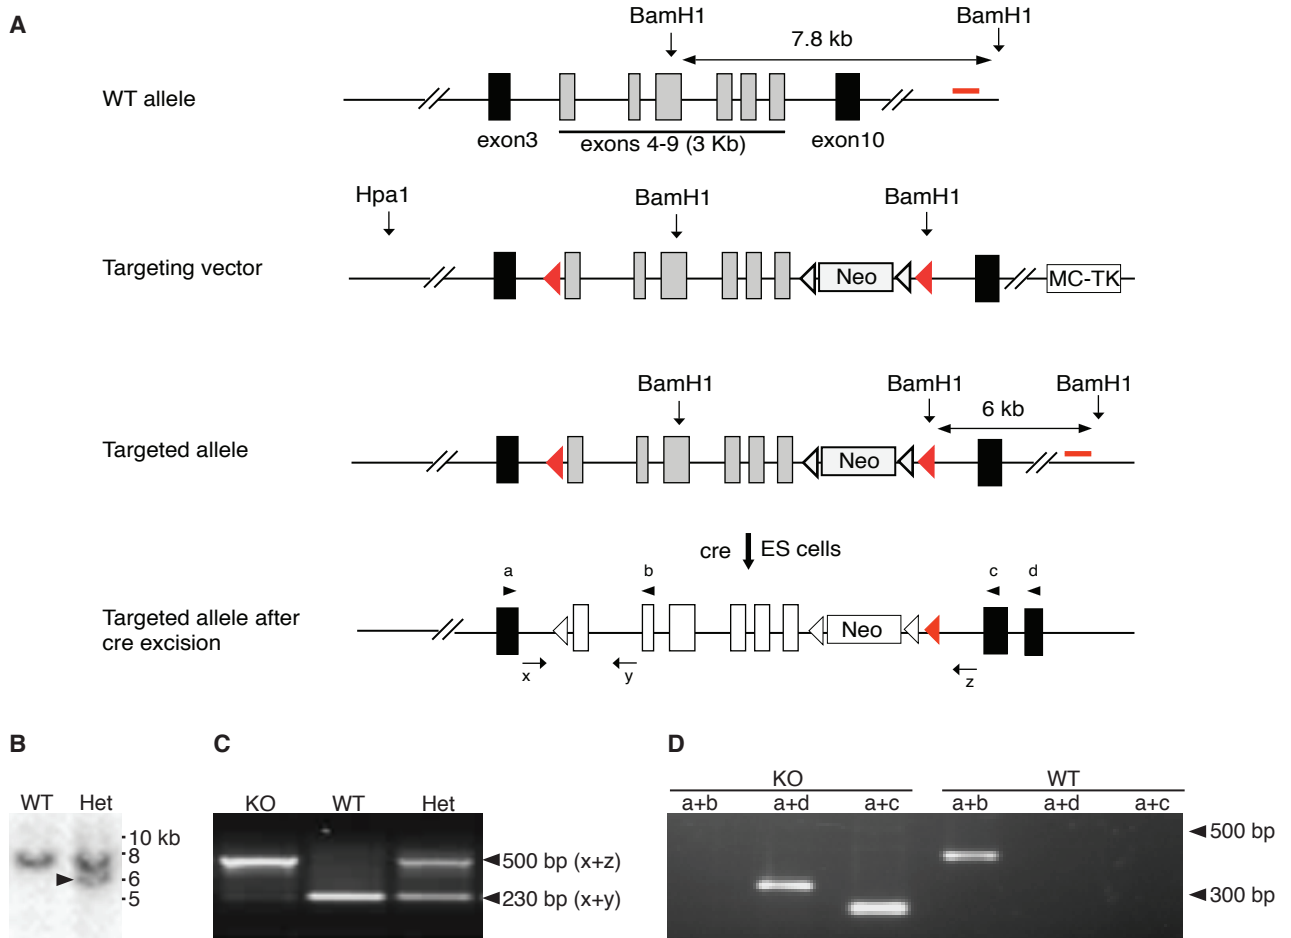 A
BamH1
BamH1
7.8 kb
WT allele
exon3
exons 4-9 (3 Kb)
exon10
Hpa1
BamH1
BamH1
Targeting vector
Neo
MC-TK
BamH1
BamH1
BamH1
6 kb
Targeted allele
Neo
cre
ES cells
a
b
c
d
Targeted allele after
cre excision
Neo
x
y
z
B
C
D
WT Het
10 kb
8
6
5
KO WT Het
500 bp (x+z)
230 bp (x+y)
KO WT
a+b a+d a+c a+b a+d a+c
500 bp
300 bp